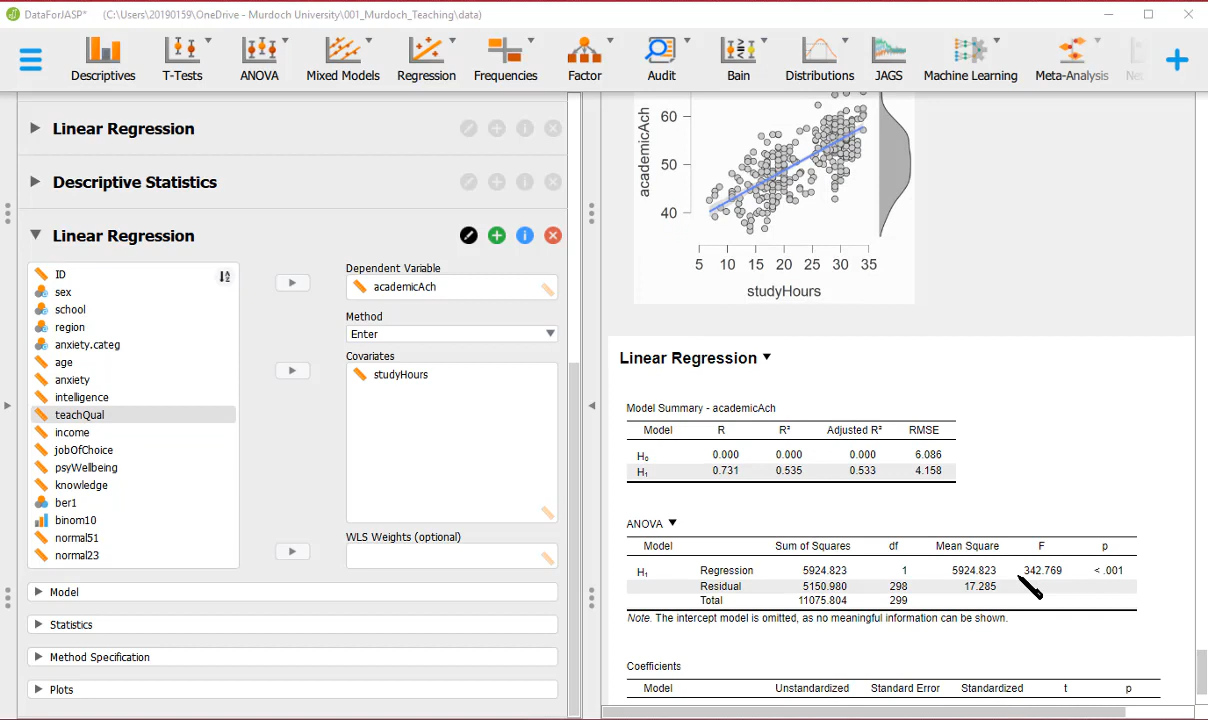 DataForJASP* (C:\Users\20190159\OneDrive - Murdoch University\001_Murdoch_Teaching\data)
Descriptives T-Tests ANOVA Mixed Models Regression Frequencies Factor Audit Bain Distributions JAGS Machine Learning Meta-Analysis
Linear Regression
Descriptive Statistics
Linear Regression
ID
sex
school
region
anxiety.categ
age
anxiety
intelligence
teachQual
income
jobOfChoice
psyWellbeing
knowledge
ber1
binom10
normal51
normal23
Dependent Variable
academicAch
Method
Enter
Covariates
studyHours
WLS Weights (optional)
Model
Statistics
Method Specification
Plots
academicAch
60
50
40
5 10 15 20 25 30 35
studyHours
Linear Regression
Model Summary - academicAch
Model R R² Adjusted R² RMSE
H₀ 0.000 0.000 0.000 6.086
H₁ 0.731 0.535 0.533 4.158
ANOVA
Model Sum of Squares df Mean Square F p
H₁ Regression 5924.823 1 5924.823 342.769 < .001
Residual 5150.980 298 17.285
Total 11075.804 299
Note. The intercept model is omitted, as no meaningful information can be shown.
Coefficients
Model Unstandardized Standard Error Standardized t p